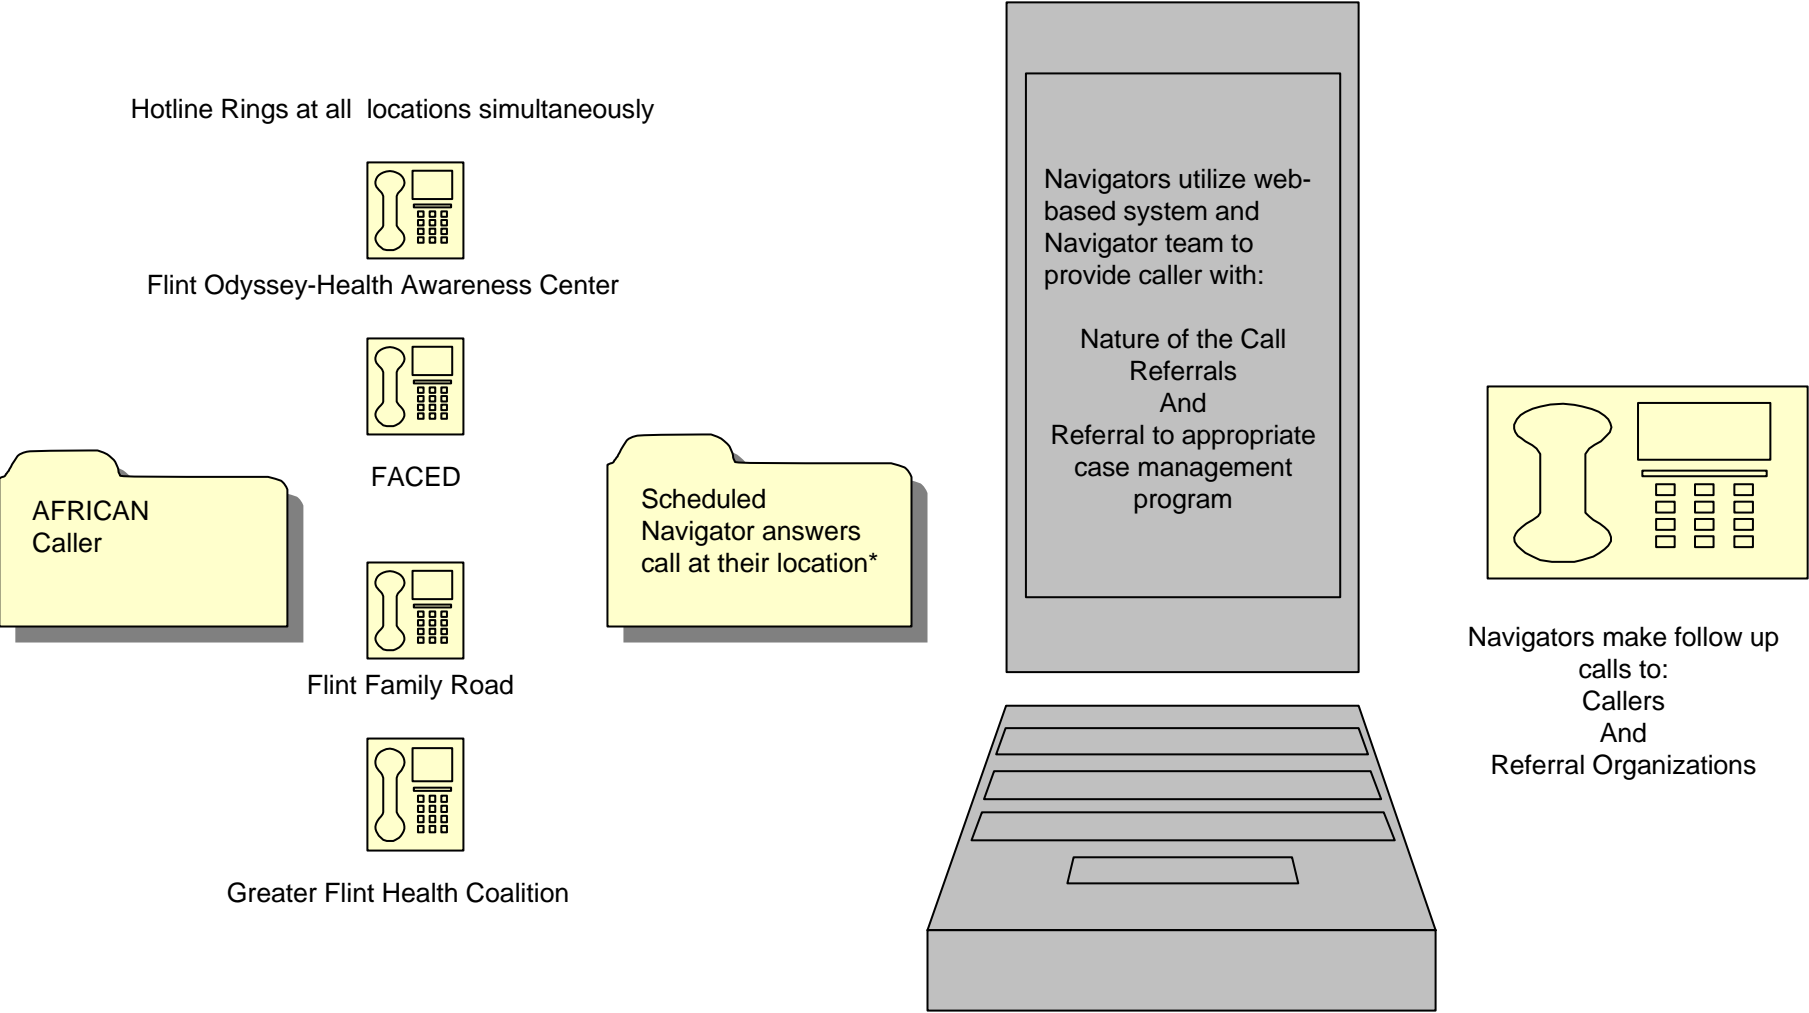 Hotline Rings at all locations simultaneously
Flint Odyssey-Health Awareness Center
FACED
AFRICAN
Caller
Flint Family Road
Greater Flint Health Coalition
Scheduled
Navigator answers
call at their location*
Navigators utilize web-
based system and
Navigator team to
provide caller with:
Nature of the Call
Referrals
And
Referral to appropriate
case management
program
Navigators make follow up
calls to:
Callers
And
Referral Organizations